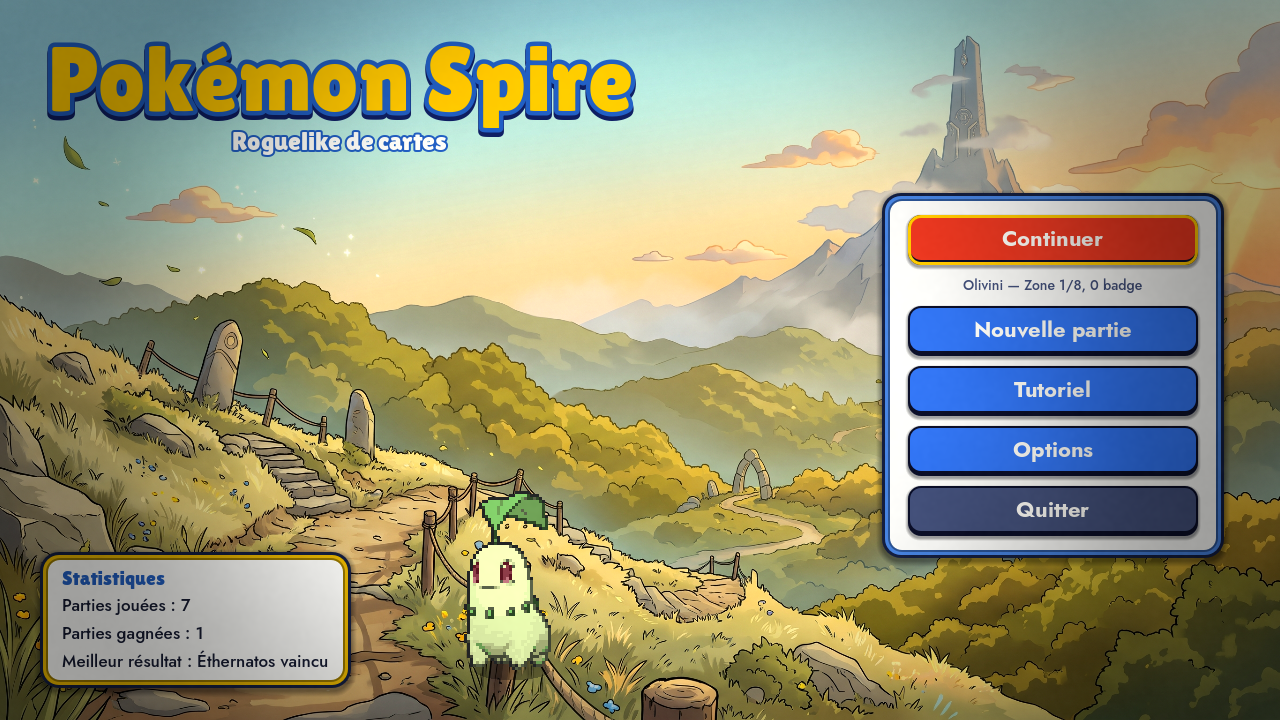 Pokémon Spire
Roguelike de cartes
Continuer
Olivini — Zone 1/8, 0 badge
Nouvelle partie
Tutoriel
Options
Quitter
Statistiques
Parties jouées : 7
Parties gagnées : 1
Meilleur résultat : Éthernatos vaincu